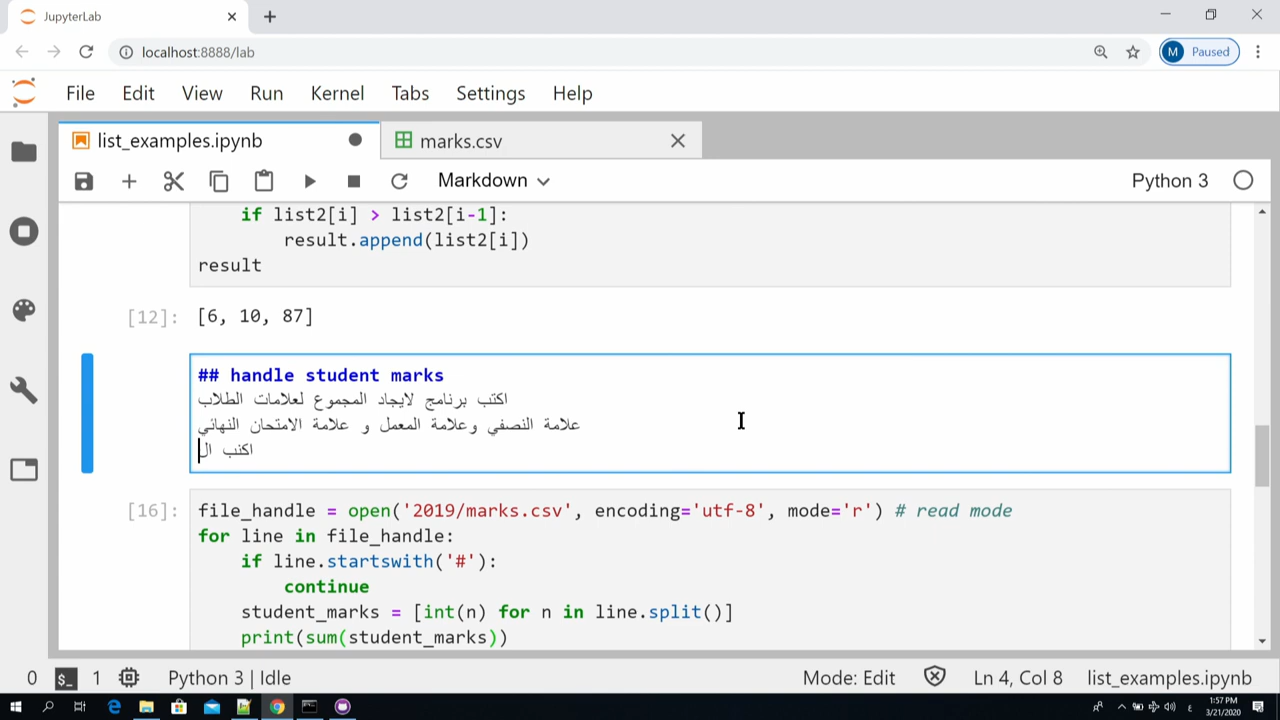 JupyterLab
localhost:8888/lab
M Paused
File Edit View Run Kernel Tabs Settings Help
list_examples.ipynb
marks.csv
Markdown
Python 3
if list2[i] > list2[i-1]:
result.append(list2[i])
result
[12]: [6, 10, 87]
## handle student marks
اكتب برنامج لايجاد المجموع لعلامات الطلاب
علامة النصفي وعلامة المعمل و علامة الامتحان النهائي
اكنب ال
[16]: file_handle = open('2019/marks.csv', encoding='utf-8', mode='r') # read mode
for line in file_handle:
if line.startswith('#'):
continue
student_marks = [int(n) for n in line.split()]
print(sum(student_marks))
0 $_ 1 Python 3 | Idle Mode: Edit Ln 4, Col 8 list_examples.ipynb
ع
1:57 PM
3/21/2020